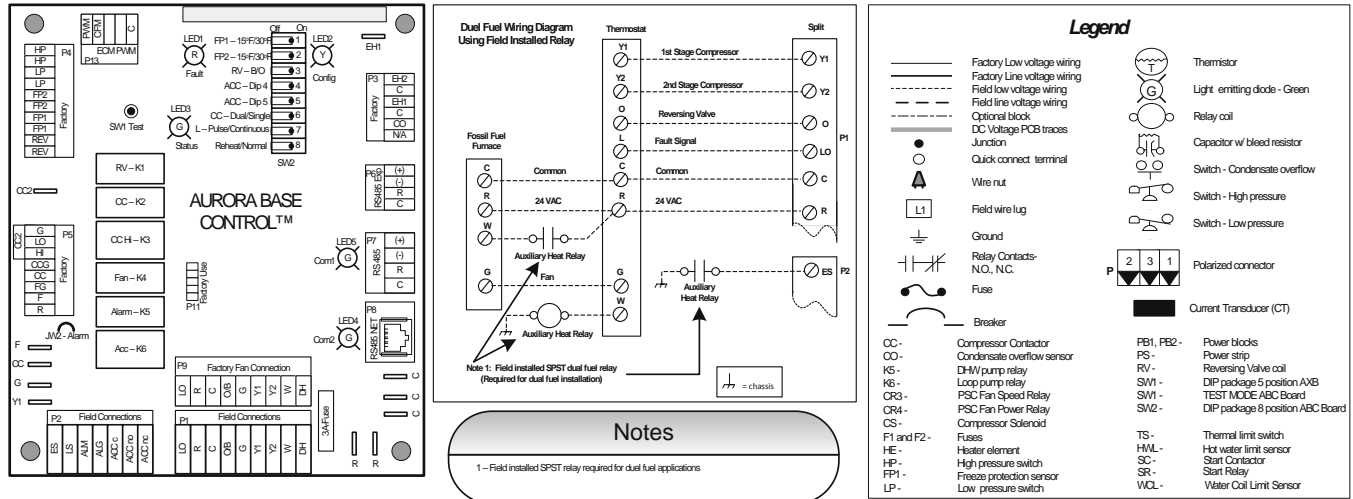 PWM
CFM
C
ECM PWM
P13
P4
HP
HP
LP
LP
FP2
FP2
FP1
FP1
REV
REV
Factory
SW1 Test
LED1
R
Fault
LED3
G
Status
Off On
FP1 – 15°F/30°F 1
FP2 – 15°F/30°F 2
RV – B/O 3
ACC – Dip 4 4
ACC – Dip 5 5
CC – Dual/Single 6
L – Pulse/Continuous 7
Reheat/Normal 8
SW2
LED2
Y
Config
EH1
P3
Factory
EH2
C
EH1
C
CO
N/A
P6
RS485 Exp
(+)
(-)
R
C
P7
RS 485
(+)
(-)
R
C
P8
RS485 NET
LED5
Com1
G
LED4
Com2
G
AURORA BASE
CONTROL™
RV – K1
CC – K2
CC Hi – K3
Fan – K4
Alarm – K5
Acc – K6
CC2
CC2
P5
G
LO
HI
CCG
CC
FG
F
R
Factory
P11
Factory Use
JW2 - Alarm
F
CC
G
Y1
P9 Factory Fan Connection
LO
R
C
O/B
G
Y1
Y2
W
DH
P2 Field Connections
ES
LS
ALM
ALG
ACC c
ACC no
ACC nc
P1 Field Connections
LO
R
C
O/B
G
Y1
Y2
W
DH
3A-Fuse
C
C
C
R R
Duel Fuel Wiring Diagram
Using Field Installed Relay
Thermostat
Split
Y1 1st Stage Compressor Y1
Y2 2nd Stage Compressor Y2
O Reversing Valve O
L Fault Signal LO
P1
Fossil Fuel
Furnace
C Common C Common C
R 24 VAC R 24 VAC R
W
Auxiliary Heat Relay
G Fan G
W
Auxiliary Heat Relay
ES P2
Auxiliary
Heat Relay
Note 1: Field installed SPST dual fuel relay
(Required for dual fuel installation)
= chassis
Notes
1 – Field installed SPST relay required for dual fuel applications
Legend
Factory Low voltage wiring
Factory Line voltage wiring
Field low voltage wiring
Field line voltage wiring
Optional block
DC Voltage PCB traces
Junction
Quick connect terminal
Wire nut
L1 Field wire lug
Ground
Relay Contacts-
N.O., N.C.
Fuse
Breaker
T Thermistor
G Light emitting diode - Green
Relay coil
Capacitor w/ bleed resistor
Switch - Condensate overflow
Switch - High pressure
Switch - Low pressure
P 2 3 1 Polarized connector
Current Transducer (CT)
CC - Compressor Contactor
CO - Condensate overflow sensor
K5 - DHW pump relay
K6 - Loop pump relay
CR3 - PSC Fan Speed Relay
CR4 - PSC Fan Power Relay
CS - Compressor Solenoid
F1 and F2 - Fuses
HE - Heater element
HP - High pressure switch
FP1 - Freeze protection sensor
LP - Low pressure switch
PB1, PB2 - Power blocks
PS - Power strip
RV - Reversing Valve coil
SW1 - DIP package 5 position AXB
SW1 - TEST MODE ABC Board
SW2 - DIP package 8 position ABC Board
TS - Thermal limit switch
HWL - Hot water limit sensor
SC - Start Contactor
SR - Start Relay
WCL - Water Coil Limit Sensor